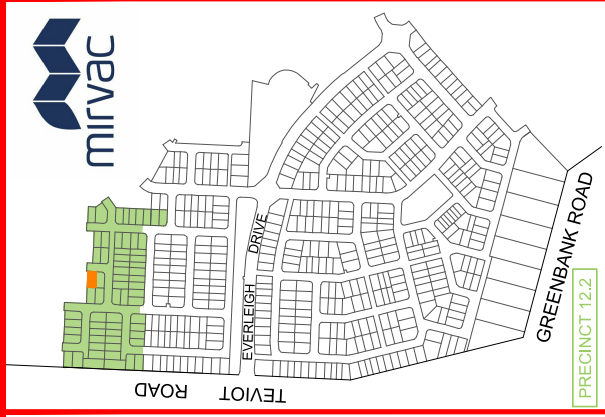 mirvac
EVERLEIGH DRIVE
GREENBANK ROAD
PRECINCT 12.2
TEVIOT ROAD